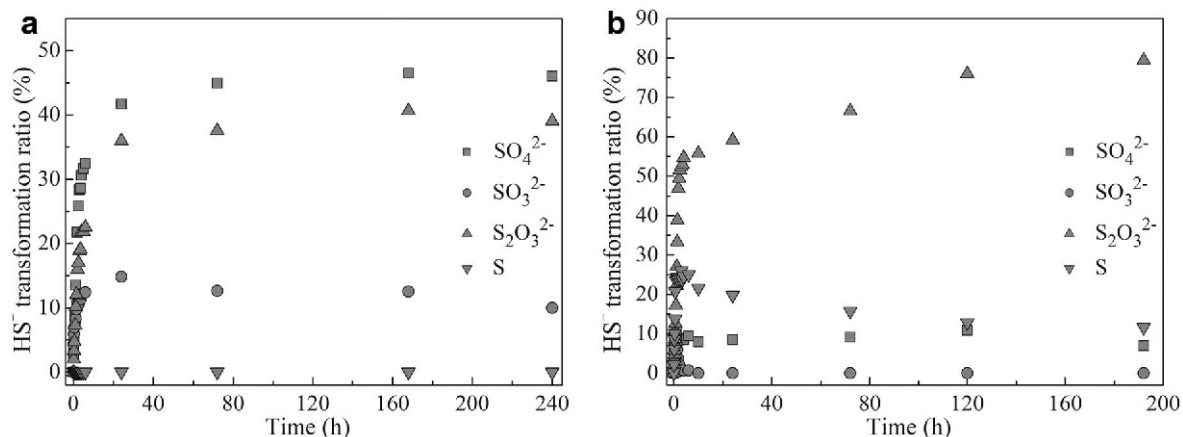 a
HS⁻ transformation ratio (%)
50
40
30
20
10
0
SO₄²⁻
SO₃²⁻
S₂O₃²⁻
S
0 40 80 120 160 200 240
Time (h)
b
HS⁻ transformation ratio (%)
90
80
70
60
50
40
30
20
10
0
SO₄²⁻
SO₃²⁻
S₂O₃²⁻
S
0 40 80 120 160 200
Time (h)